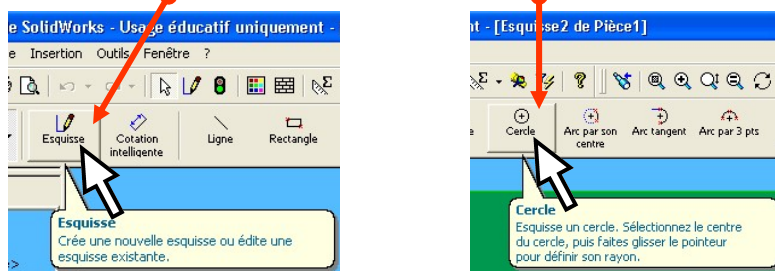 e SolidWorks - Usage éducatif uniquement -
e Insertion Outils Fenêtre ?
Esquisse
Cotation
intelligente
Ligne
Rectangle
Esquisse
Crée une nouvelle esquisse ou édite une
esquisse existante.
nt - [Esquisse2 de Pièce1]
e
Cercle
Arc par son
centre
Arc tangent
Arc par 3 pts
Cercle
Esquisse un cercle. Sélectionnez le centre
du cercle, puis faites glisser le pointeur
pour définir son rayon.